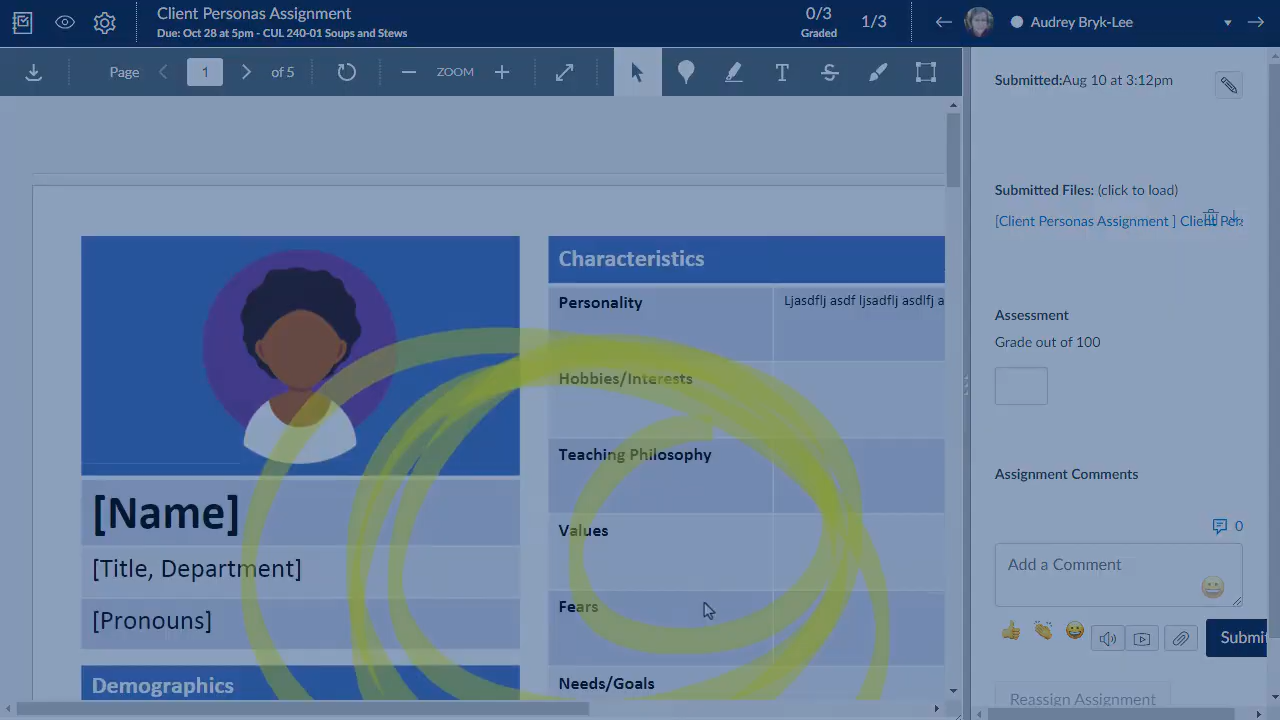 Client Personas Assignment
Due: Oct 28 at 5pm - CUL 240-01 Soups and Stews
0/3
Graded
1/3
Audrey Bryk-Lee
Page
1
of 5
ZOOM
T
Submitted:Aug 10 at 3:12pm
Submitted Files: (click to load)
[Client Personas Assignment ] Client Per
Assessment
Grade out of 100
Assignment Comments
0
Add a Comment
Submit
Reassign Assignment
[Name]
[Title, Department]
[Pronouns]
Demographics
Characteristics
Personality
Ljasdflj asdf ljsadflj asdlfj a
Hobbies/Interests
Teaching Philosophy
Values
Fears
Needs/Goals